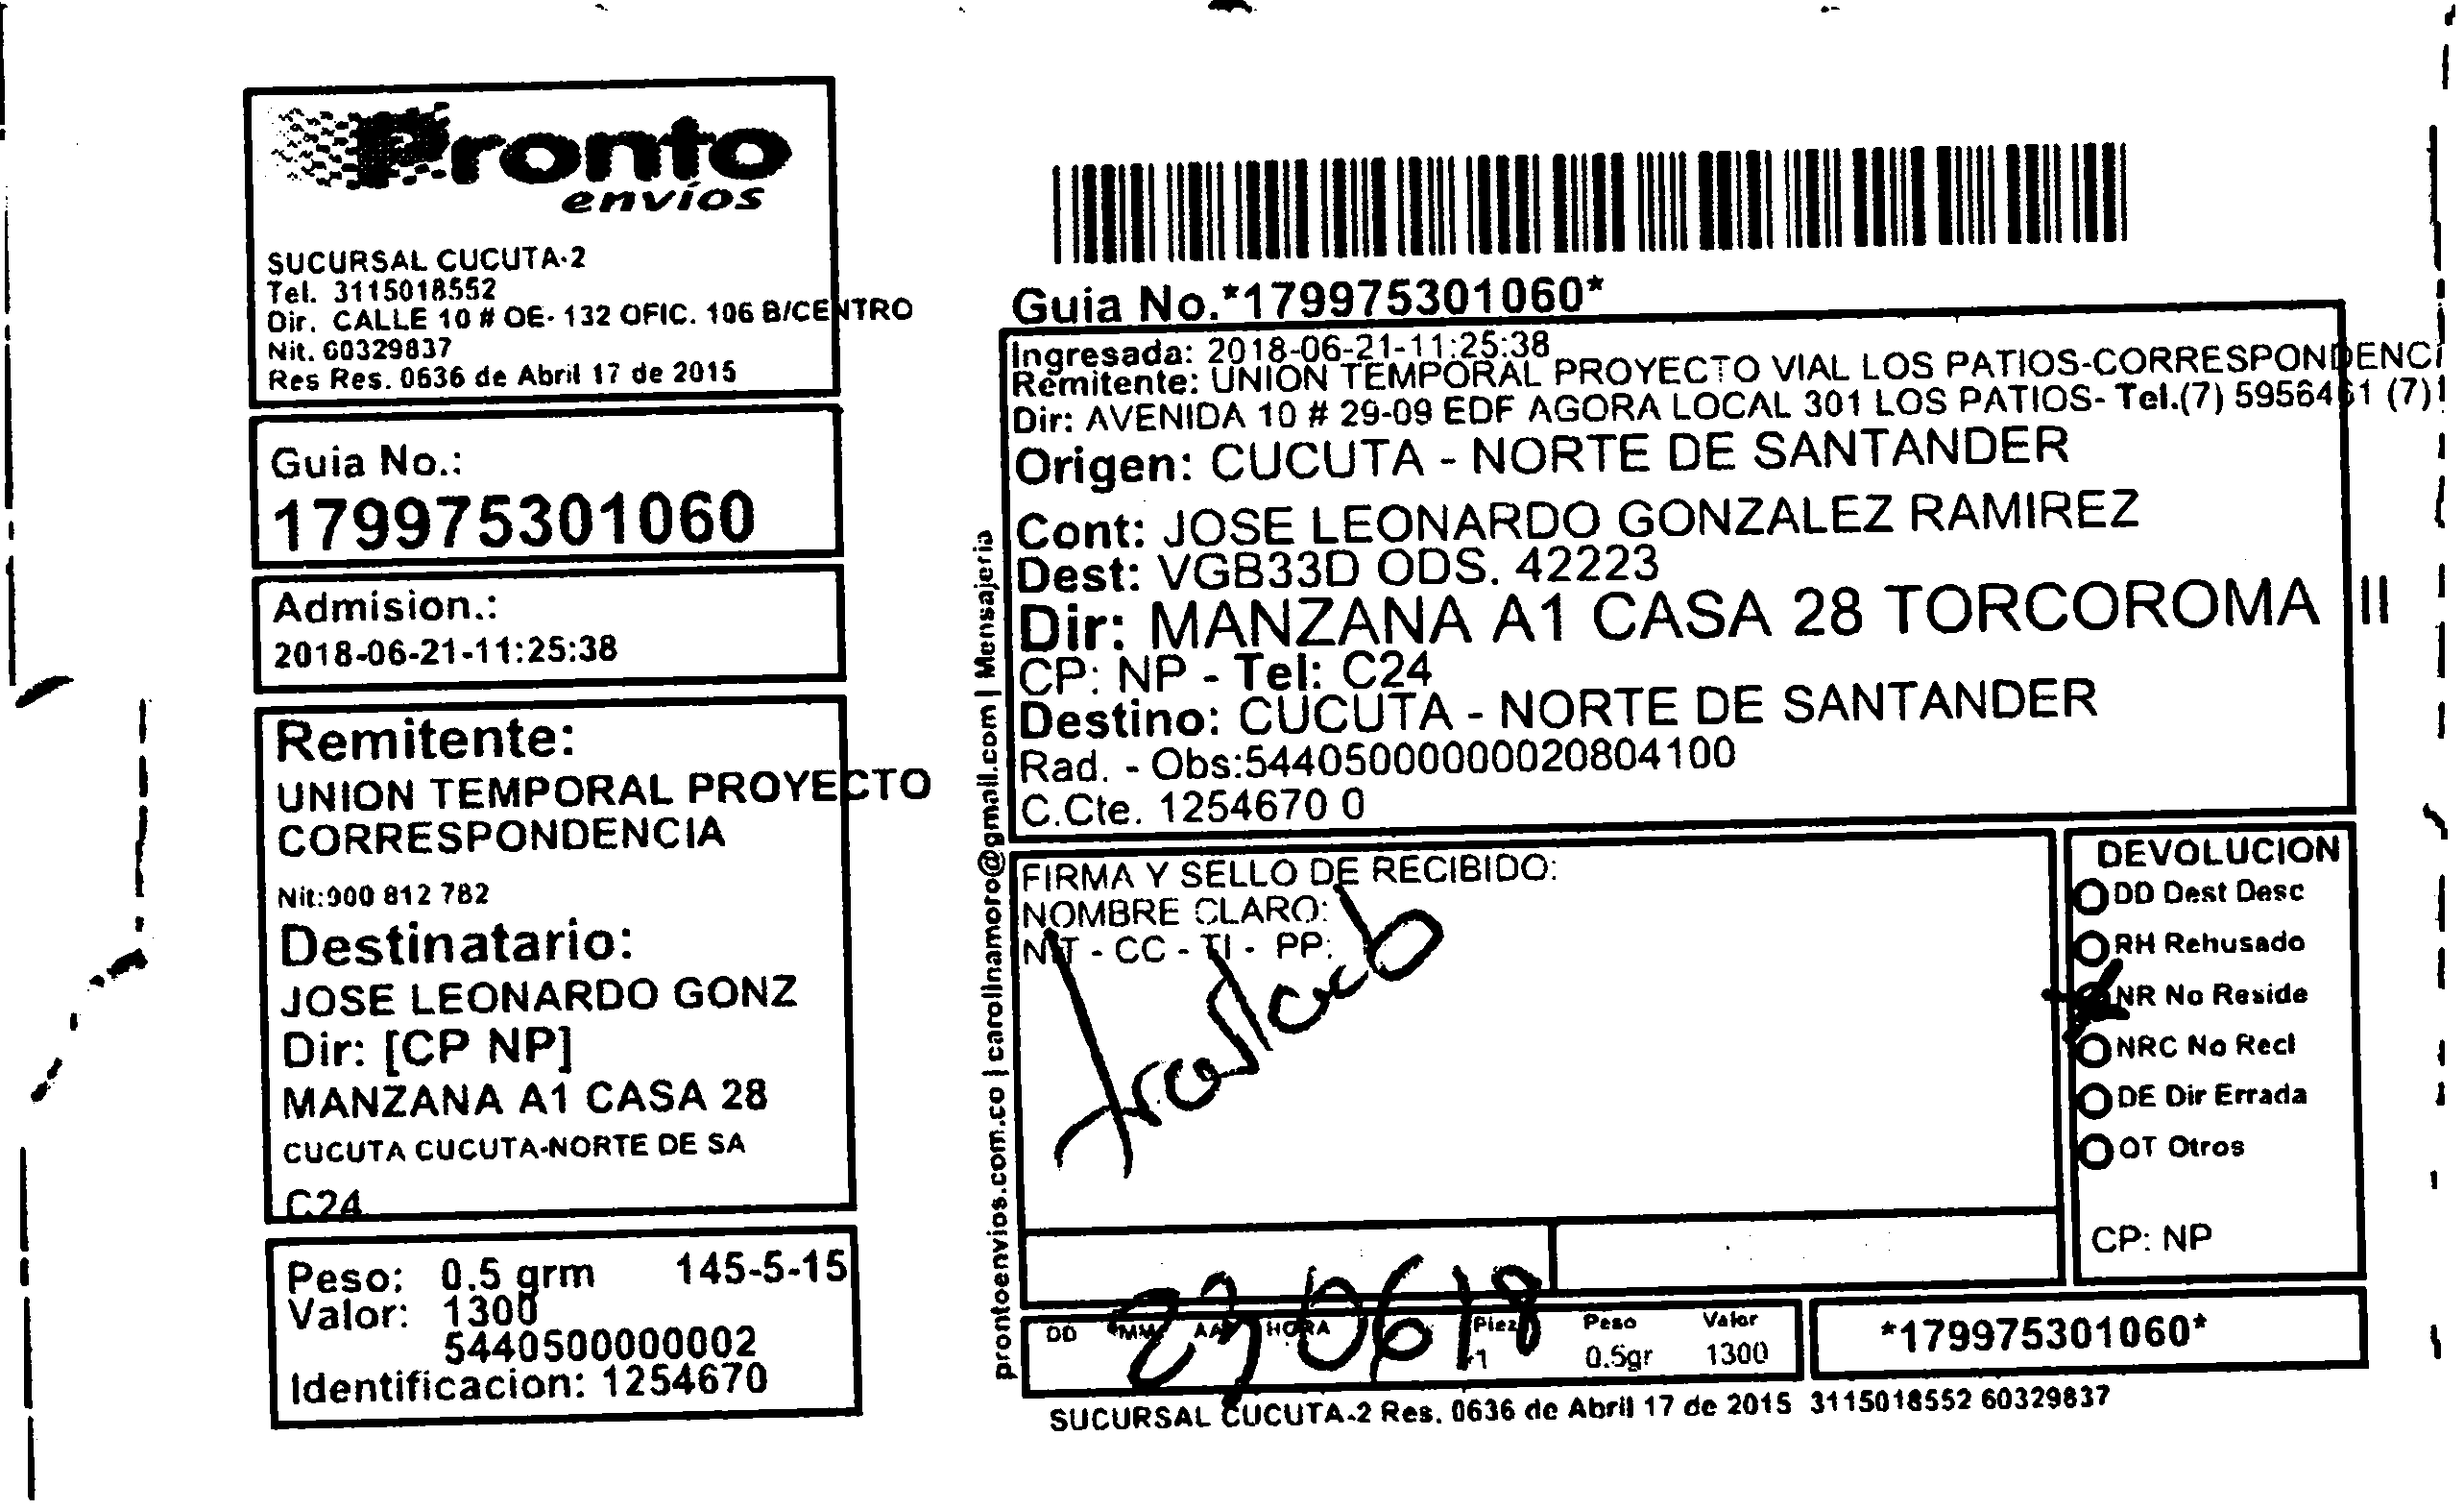 Pronto
envíos
SUCURSAL CUCUTA-2
Tel. 3115018552
Dir. CALLE 10 # OE- 132 OFIC. 106 B/CENTRO
Nit. 60329837
Res Res. 0636 de Abril 17 de 2015
Guia No.:
179975301060
Admision.:
2018-06-21-11:25:38
Remitente:
UNION TEMPORAL PROYECTO
CORRESPONDENCIA
Nit:900 812 782
Destinatario:
JOSE LEONARDO GONZ
Dir: [CP NP]
MANZANA A1 CASA 28
CUCUTA CUCUTA-NORTE DE SA
C24
Peso: 0.5 grm 145-5-15
Valor: 1300
5440500000002
Identificacion: 1254670
prontoenvios.com.co | carolinamoro@gmail.com | Mensajeria
Guia No.*179975301060*
Ingresada: 2018-06-21-11:25:38
Remitente: UNION TEMPORAL PROYECTO VIAL LOS PATIOS-CORRESPONDENCI
Dir: AVENIDA 10 # 29-09 EDF AGORA LOCAL 301 LOS PATIOS- Tel.(7) 5956461 (7)
Origen: CUCUTA - NORTE DE SANTANDER
Cont: JOSE LEONARDO GONZALEZ RAMIREZ
Dest: VGB33D ODS. 42223
Dir: MANZANA A1 CASA 28 TORCOROMA II
CP: NP - Tel: C24
Destino: CUCUTA - NORTE DE SANTANDER
Rad. - Obs:544050000000020804100
C.Cte. 1254670 0
FIRMA Y SELLO DE RECIBIDO:
NOMBRE CLARO:
NIT - CC - TI - PP:
DEVOLUCION
DD Dest Desc
RH Rehusado
NR No Reside
NRC No Recl
DE Dir Errada
OT Otros
CP: NP
23 06 18
DD MM AA HORA Piez Peso Valor
1 0.5gr 1300
*179975301060*
SUCURSAL CUCUTA-2 Res. 0636 de Abril 17 de 2015 3115018552 60329837